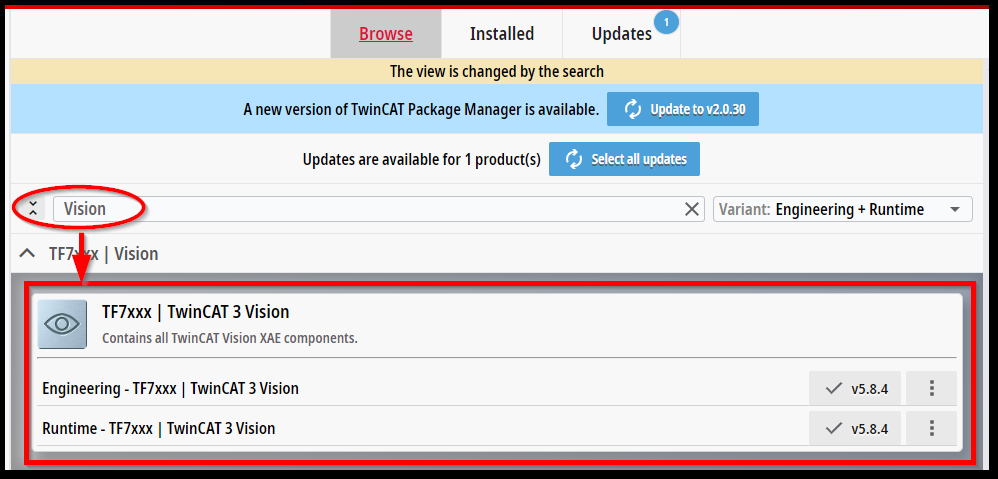 Browse
Installed
Updates
1
The view is changed by the search
A new version of TwinCAT Package Manager is available.
Update to v2.0.30
Updates are available for 1 product(s)
Select all updates
Vision
Variant: Engineering + Runtime
TF7xxx | Vision
TF7xxx | TwinCAT 3 Vision
Contains all TwinCAT Vision XAE components.
Engineering - TF7xxx | TwinCAT 3 Vision
v5.8.4
Runtime - TF7xxx | TwinCAT 3 Vision
v5.8.4